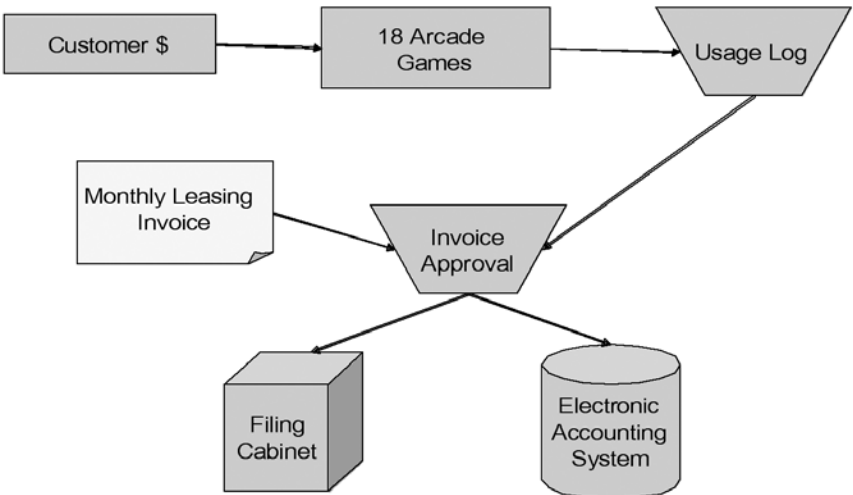 Customer $
18 Arcade
Games
Usage Log
Monthly Leasing
Invoice
Invoice
Approval
Filing
Cabinet
Electronic
Accounting
System